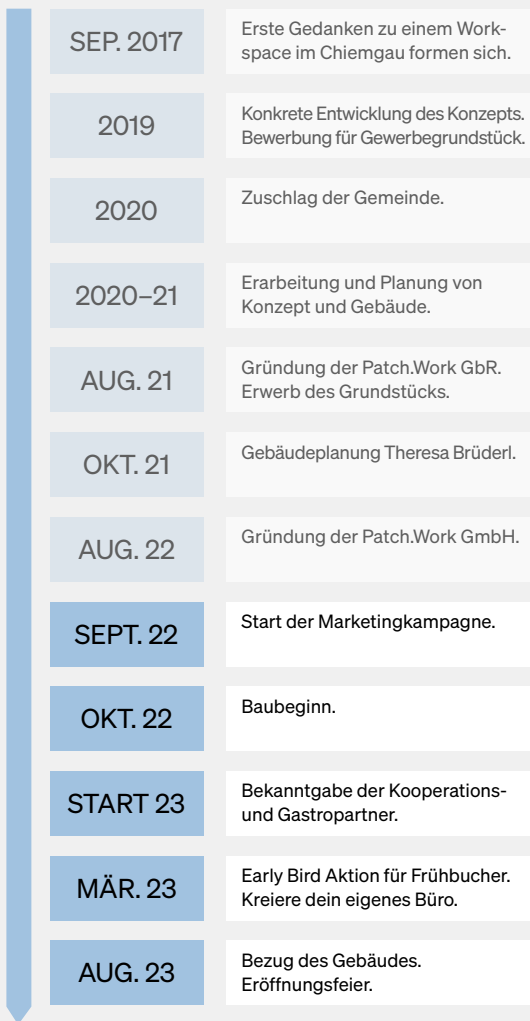 SEP. 2017
Erste Gedanken zu einem Work-
space im Chiemgau formen sich.
2019
Konkrete Entwicklung des Konzepts.
Bewerbung für Gewerbegrundstück.
2020
Zuschlag der Gemeinde.
2020–21
Erarbeitung und Planung von
Konzept und Gebäude.
AUG. 21
Gründung der Patch.Work GbR.
Erwerb des Grundstücks.
OKT. 21
Gebäudeplanung Theresa Brüderl.
AUG. 22
Gründung der Patch.Work GmbH.
SEPT. 22
Start der Marketingkampagne.
OKT. 22
Baubeginn.
START 23
Bekanntgabe der Kooperations-
und Gastropartner.
MÄR. 23
Early Bird Aktion für Frühbucher.
Kreiere dein eigenes Büro.
AUG. 23
Bezug des Gebäudes.
Eröffnungsfeier.